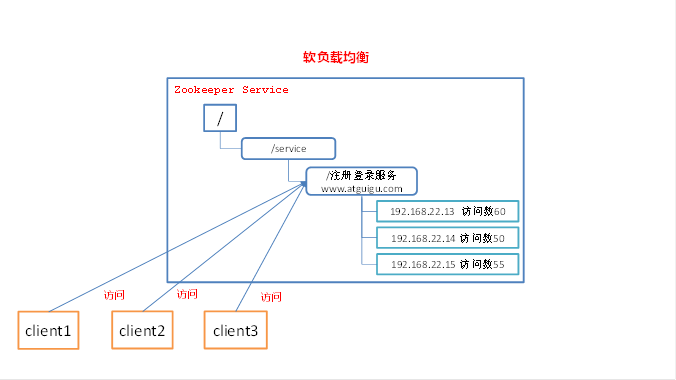 软负载均衡
Zookeeper Service
/
/service
/注册登录服务
www.atguigu.com
192.168.22.13 访问数60
192.168.22.14 访问数50
192.168.22.15 访问数55
访问
访问
访问
client1
client2
client3